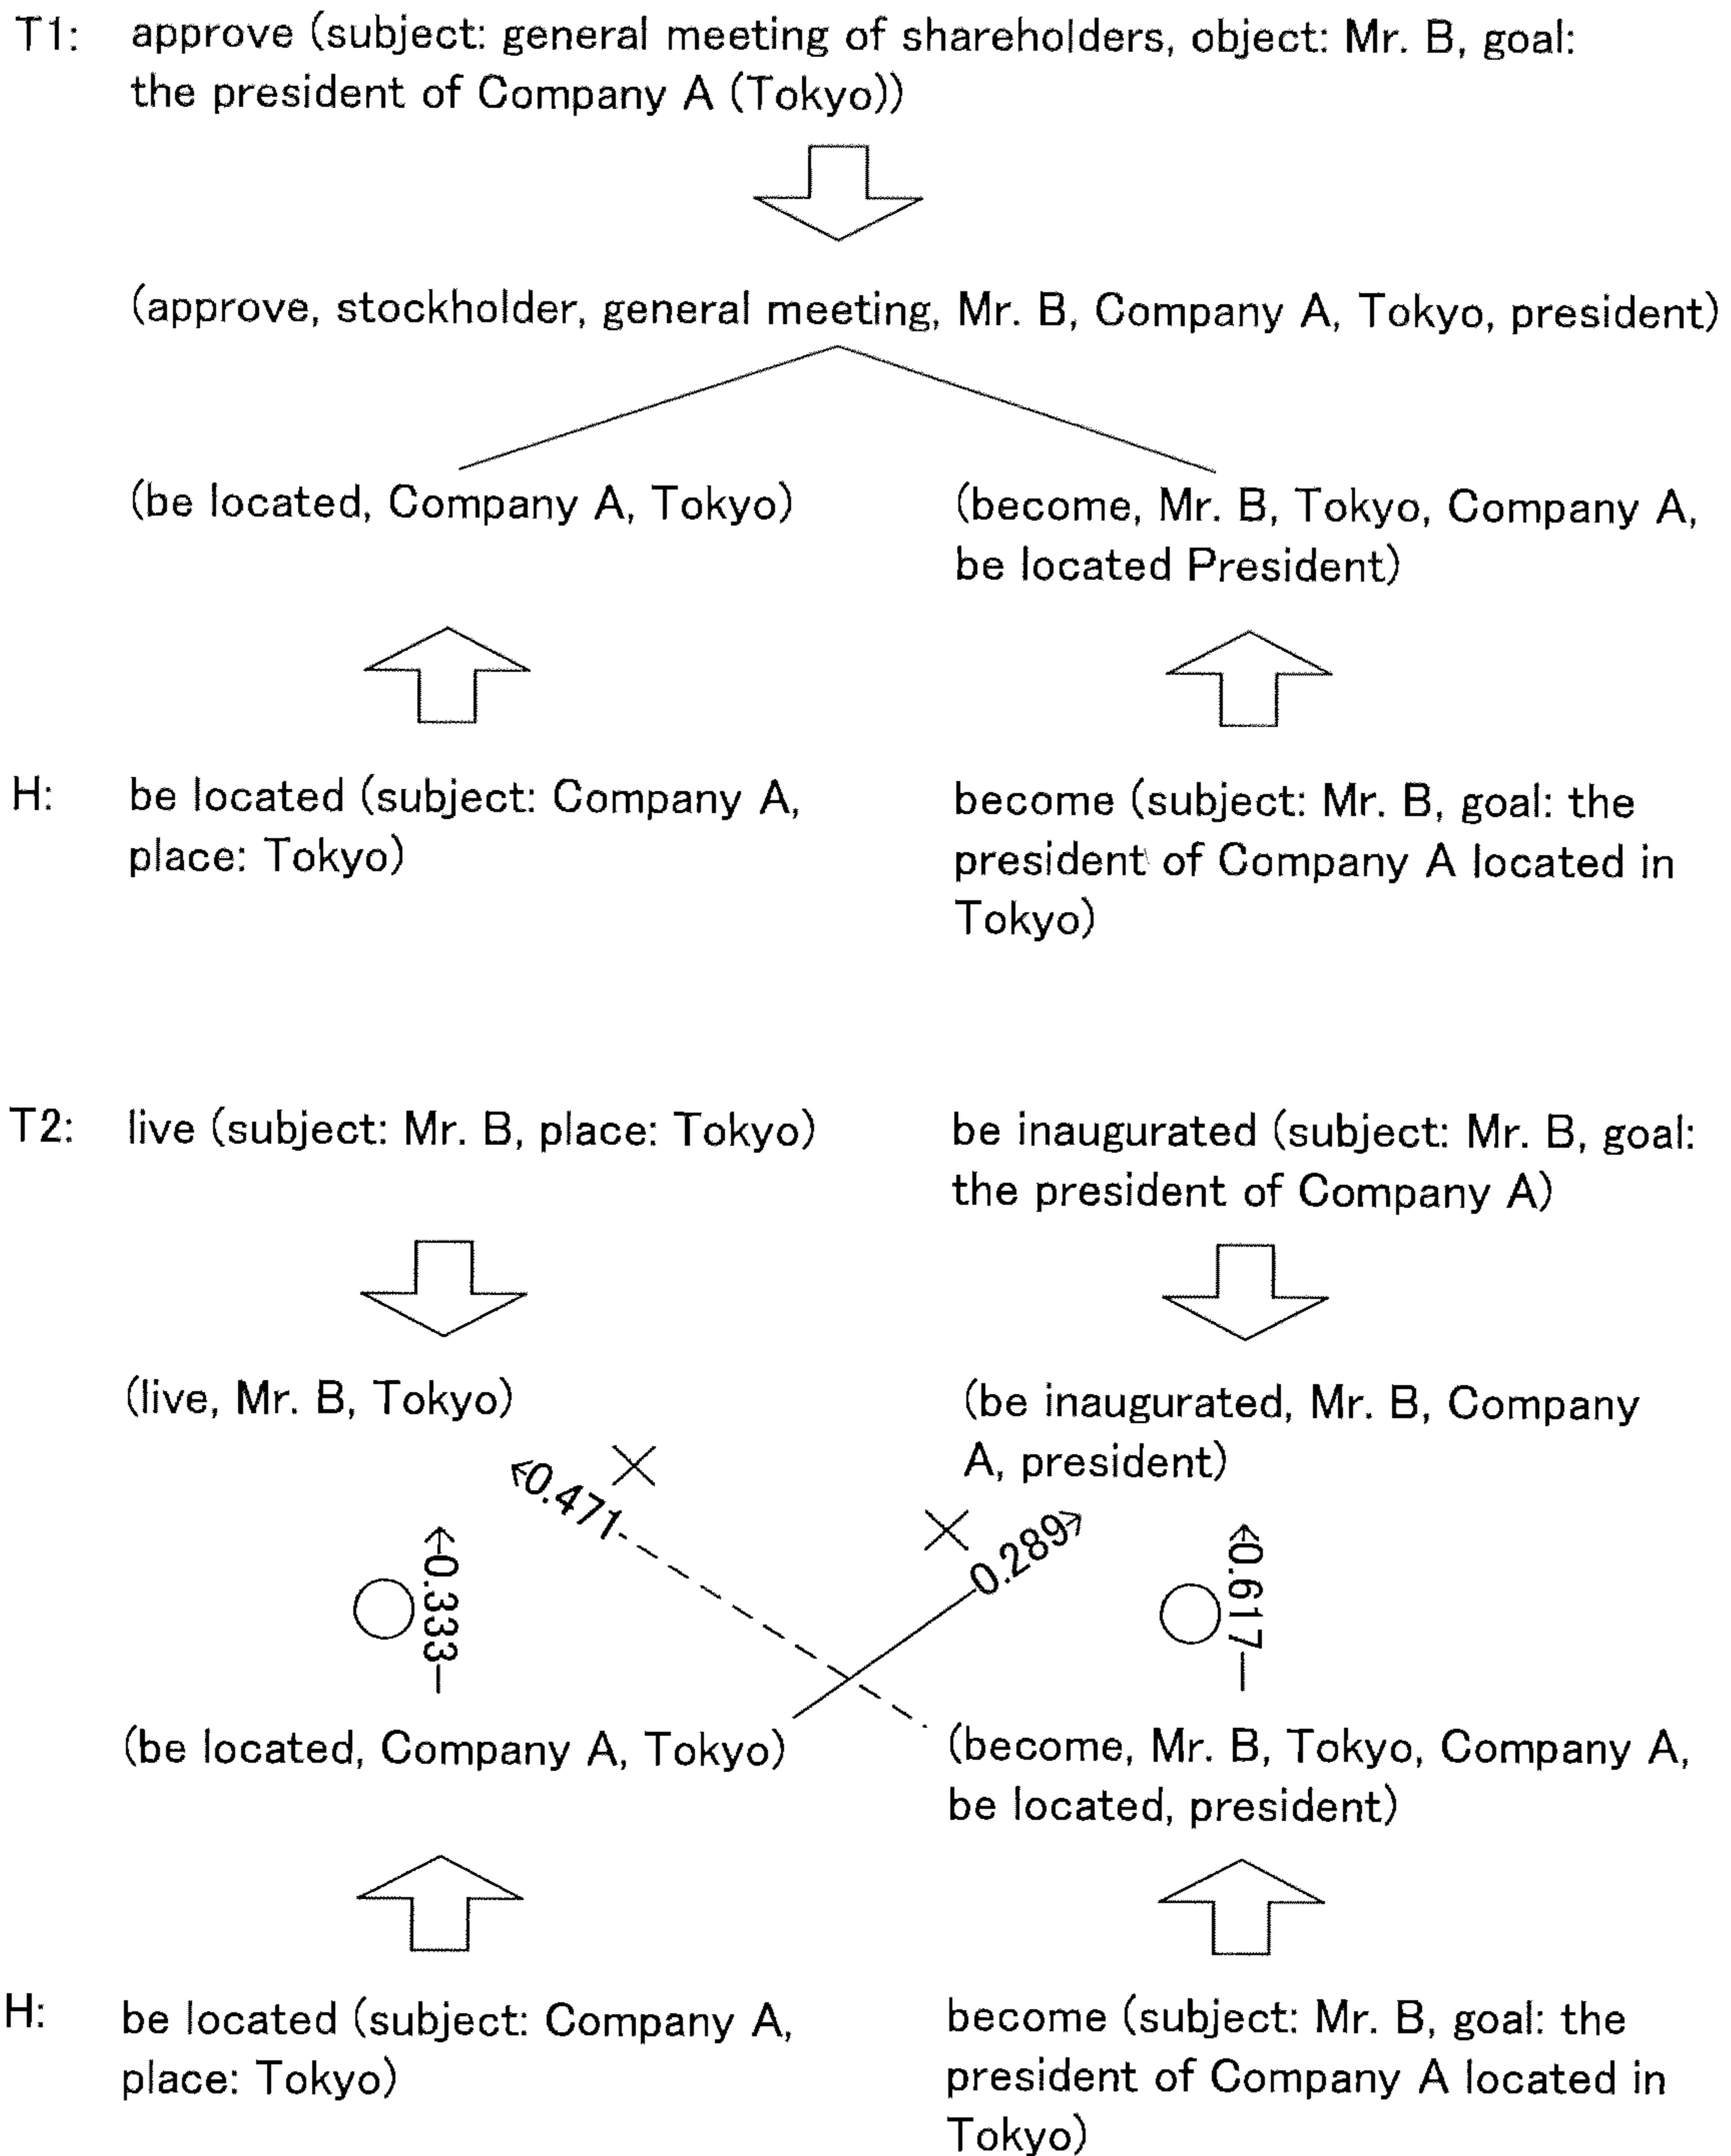 T1: approve (subject: general meeting of shareholders, object: Mr. B, goal:
the president of Company A (Tokyo))
(approve, stockholder, general meeting, Mr. B, Company A, Tokyo, president)
(be located, Company A, Tokyo)
(become, Mr. B, Tokyo, Company A,
be located President)
H: be located (subject: Company A,
place: Tokyo)
become (subject: Mr. B, goal: the
president of Company A located in
Tokyo)
T2: live (subject: Mr. B, place: Tokyo)
be inaugurated (subject: Mr. B, goal:
the president of Company A)
(live, Mr. B, Tokyo)
(be inaugurated, Mr. B, Company
A, president)
0.471
0.289
0.333
0.617
(be located, Company A, Tokyo)
(become, Mr. B, Tokyo, Company A,
be located, president)
H: be located (subject: Company A,
place: Tokyo)
become (subject: Mr. B, goal: the
president of Company A located in
Tokyo)